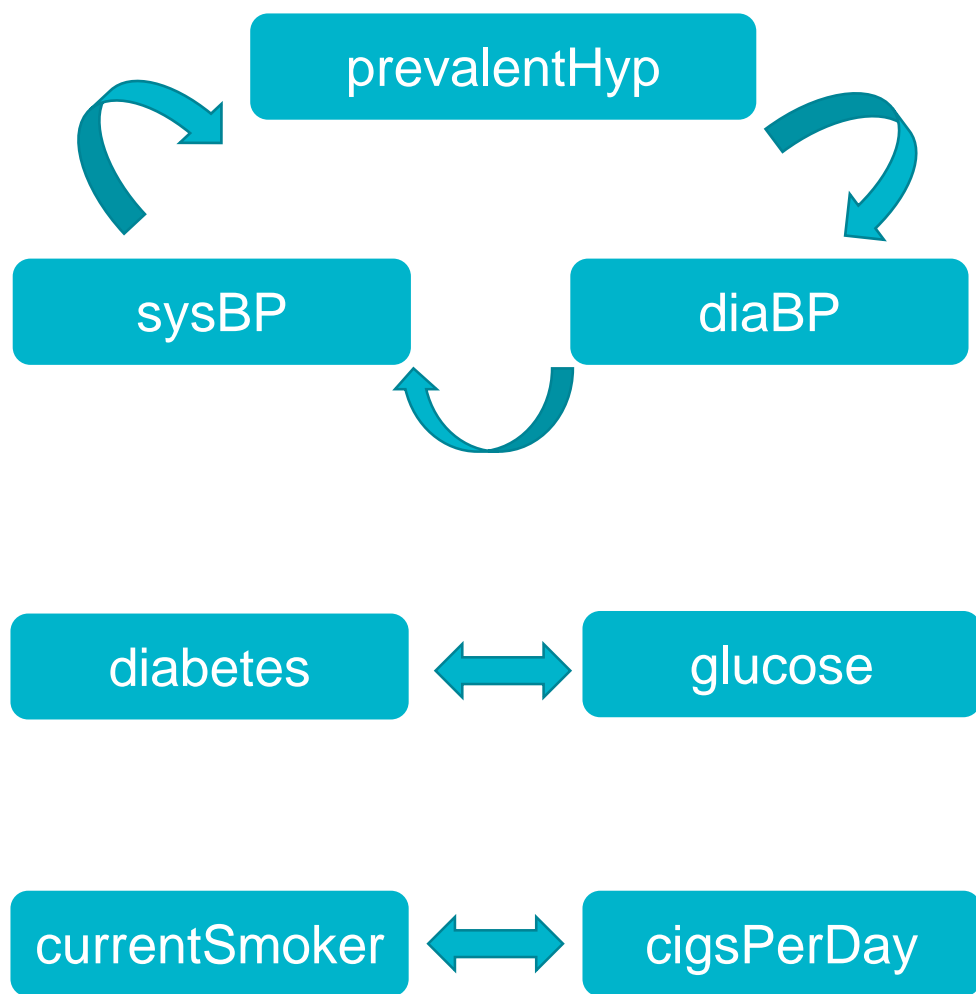 prevalentHyp
sysBP
diaBP
diabetes
glucose
currentSmoker
cigsPerDay